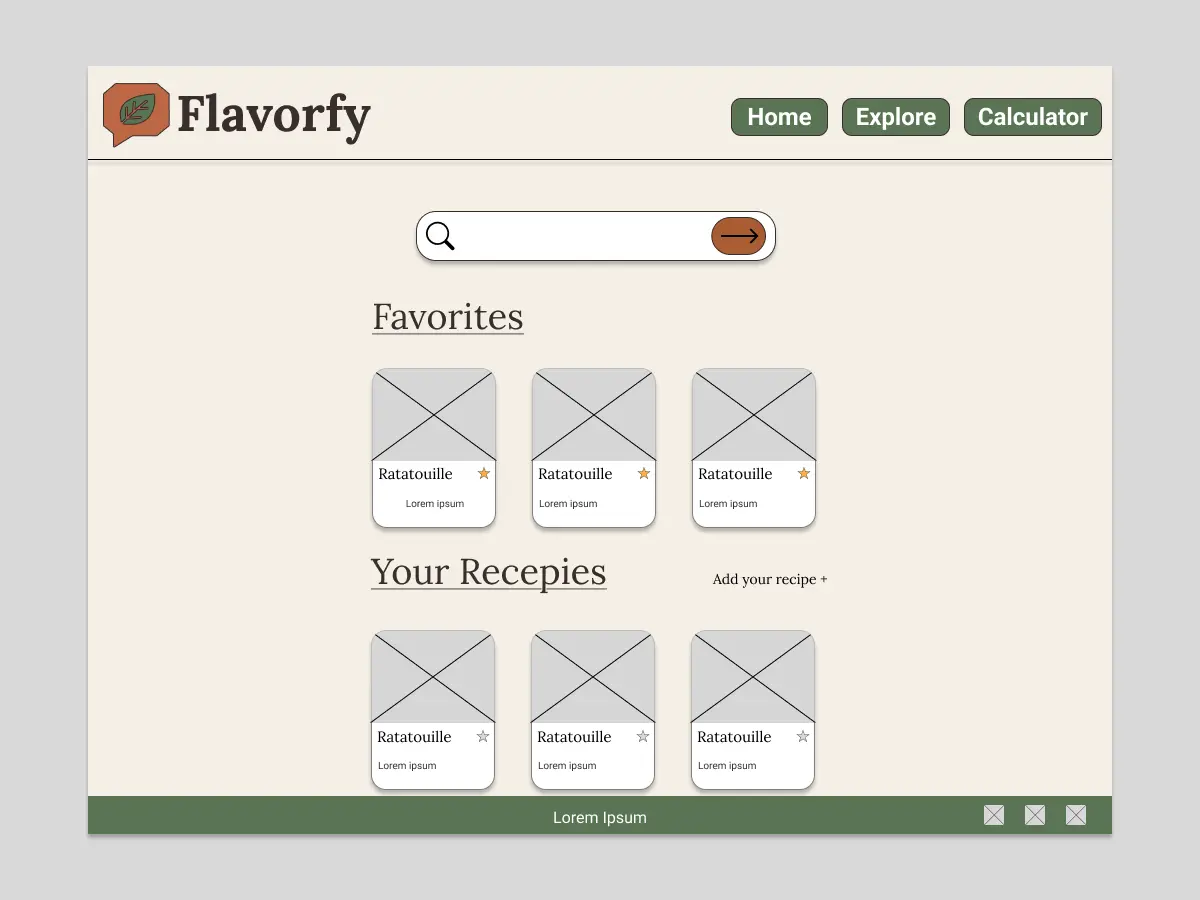 Flavorfy
Home Explore Calculator
Favorites
Ratatouille Ratatouille Ratatouille
Lorem ipsum Lorem ipsum Lorem ipsum
Your Recepies Add your recipe +
Ratatouille Ratatouille Ratatouille
Lorem ipsum Lorem ipsum Lorem ipsum
Lorem Ipsum